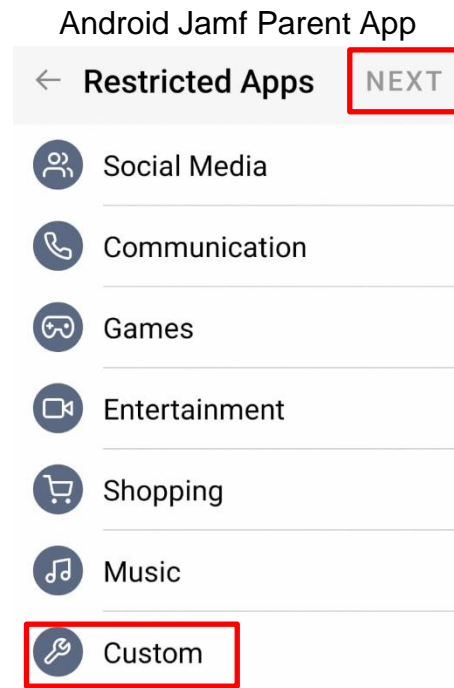 Android Jamf Parent App
Restricted Apps NEXT
Social Media
Communication
Games
Entertainment
Shopping
Music
Custom